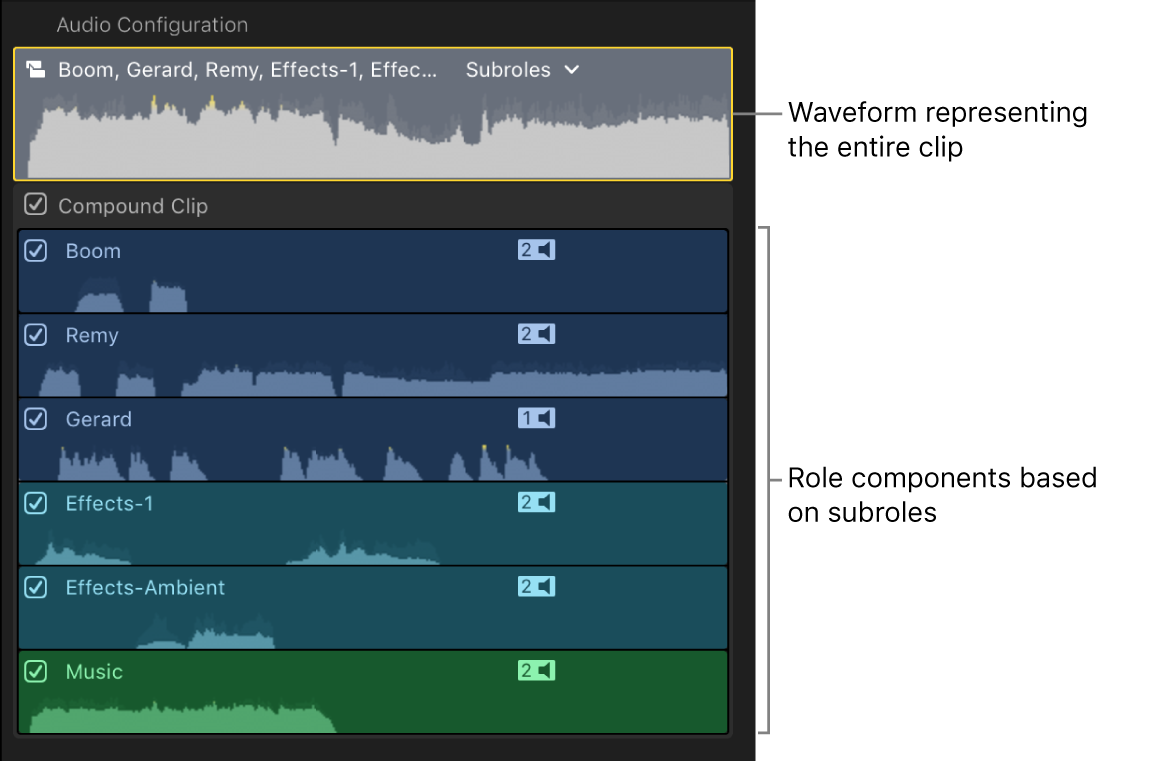 Audio Configuration
Boom, Gerard, Remy, Effects-1, Effec... Subroles
Waveform representing
the entire clip
Compound Clip
Boom 2
Remy 2
Gerard 1
Effects-1 2
Role components based
on subroles
Effects-Ambient 2
Music 2